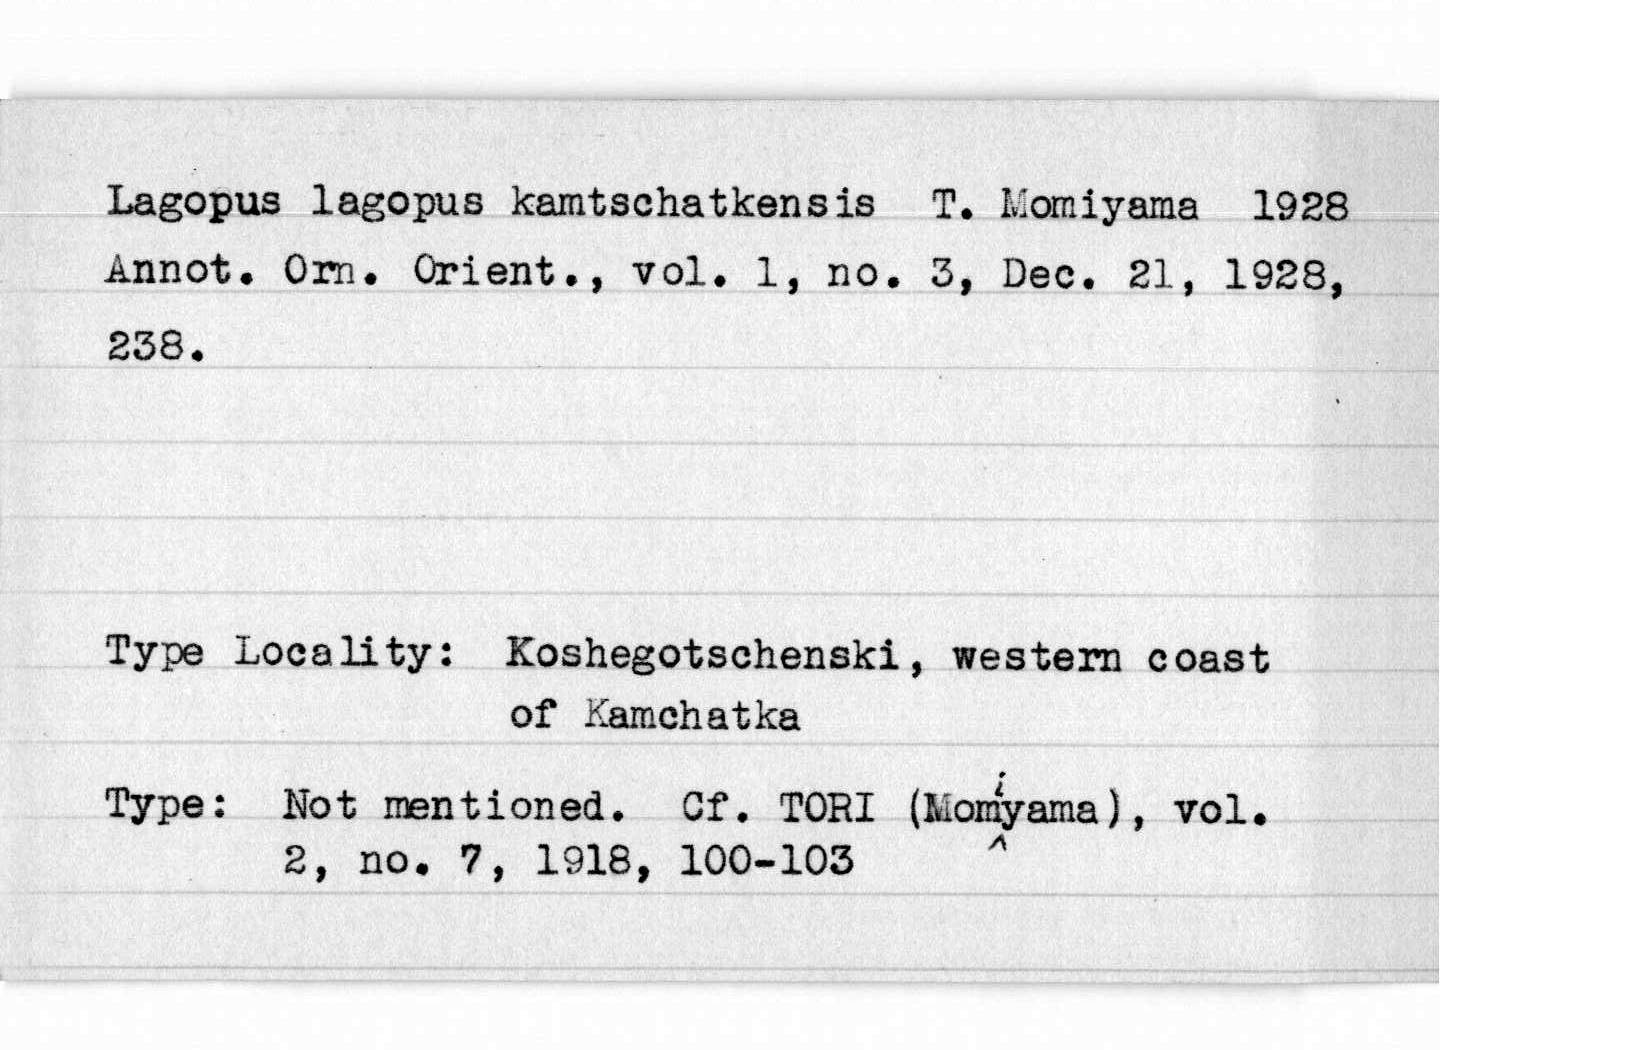 Lagopus lagopus kamtschatkensis T. Momiyama 1928
Annot. Orn. Orient., vol. 1, no. 3, Dec. 21, 1928,
238.
Type Locality: Koshegotschenski, western coast
of Kamchatka
Type: Not mentioned. Cf. TORI (Momiyama), vol.
2, no. 7, 1918, 100-103